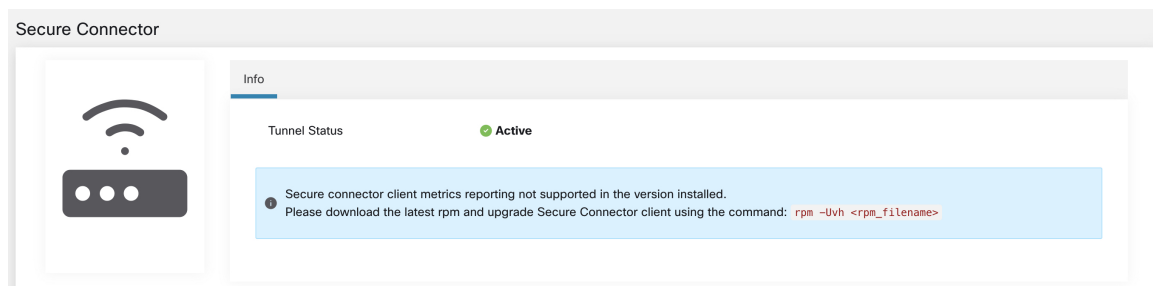 Secure Connector
Info
Tunnel Status
Active
Secure connector client metrics reporting not supported in the version installed.
Please download the latest rpm and upgrade Secure Connector client using the command: rpm -Uvh <rpm_filename>